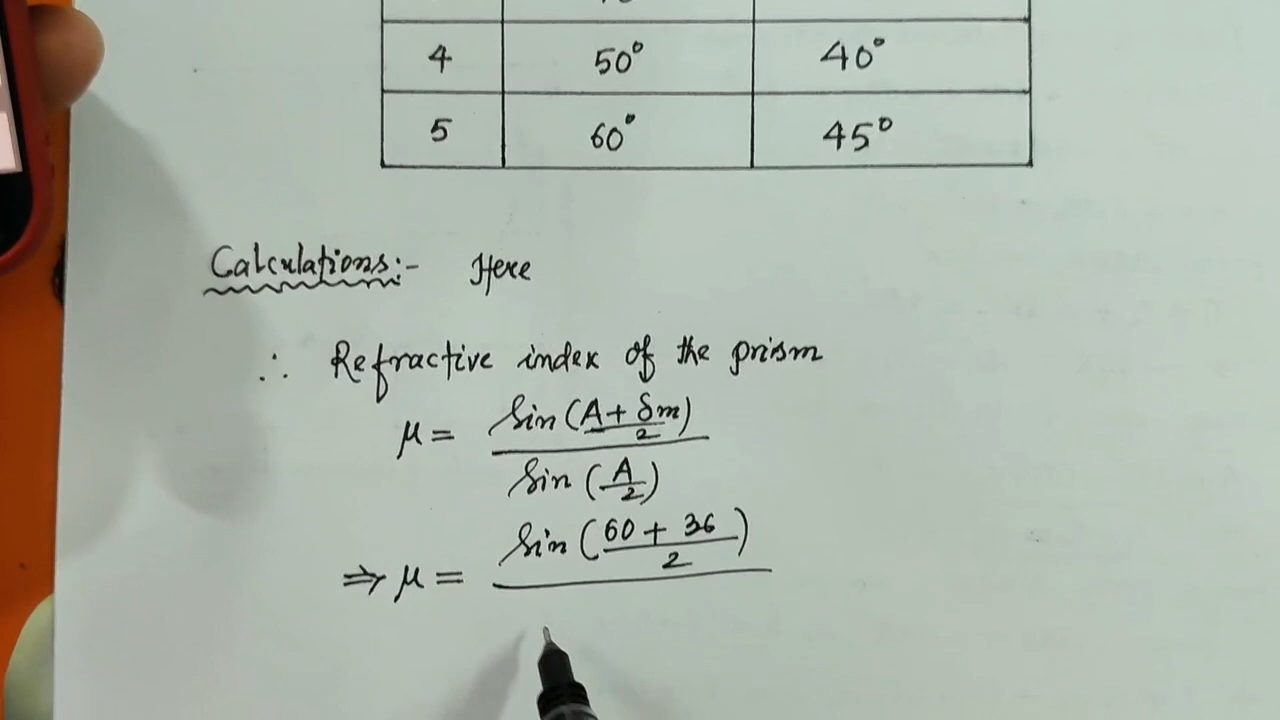 4 50° 40°
5 60° 45°
Calculations:- Here
∴ Refractive index of the prism
μ = sin (A + δm / 2) / sin (A / 2)
⇒ μ = sin (60 + 36 / 2)